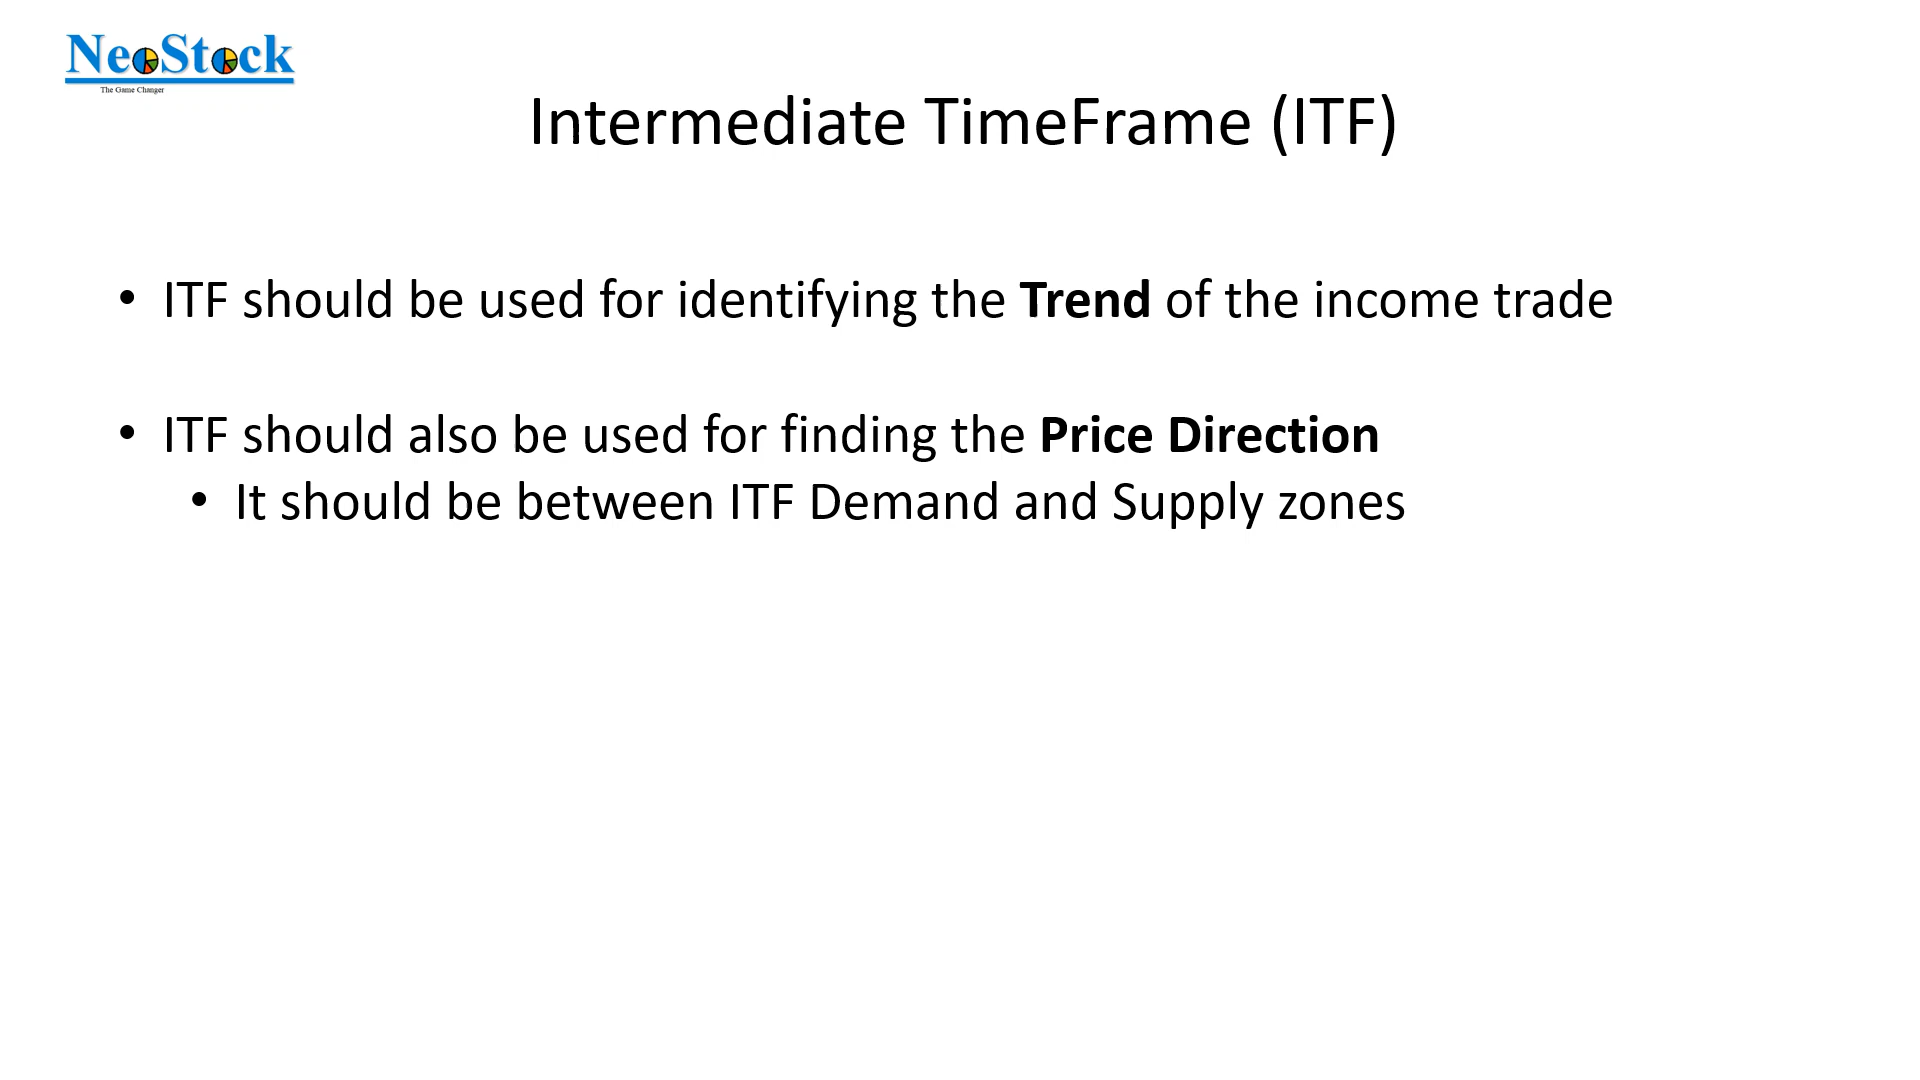 NeoStock
The Game Changer
Intermediate TimeFrame (ITF)
• ITF should be used for identifying the Trend of the income trade
• ITF should also be used for finding the Price Direction
• It should be between ITF Demand and Supply zones